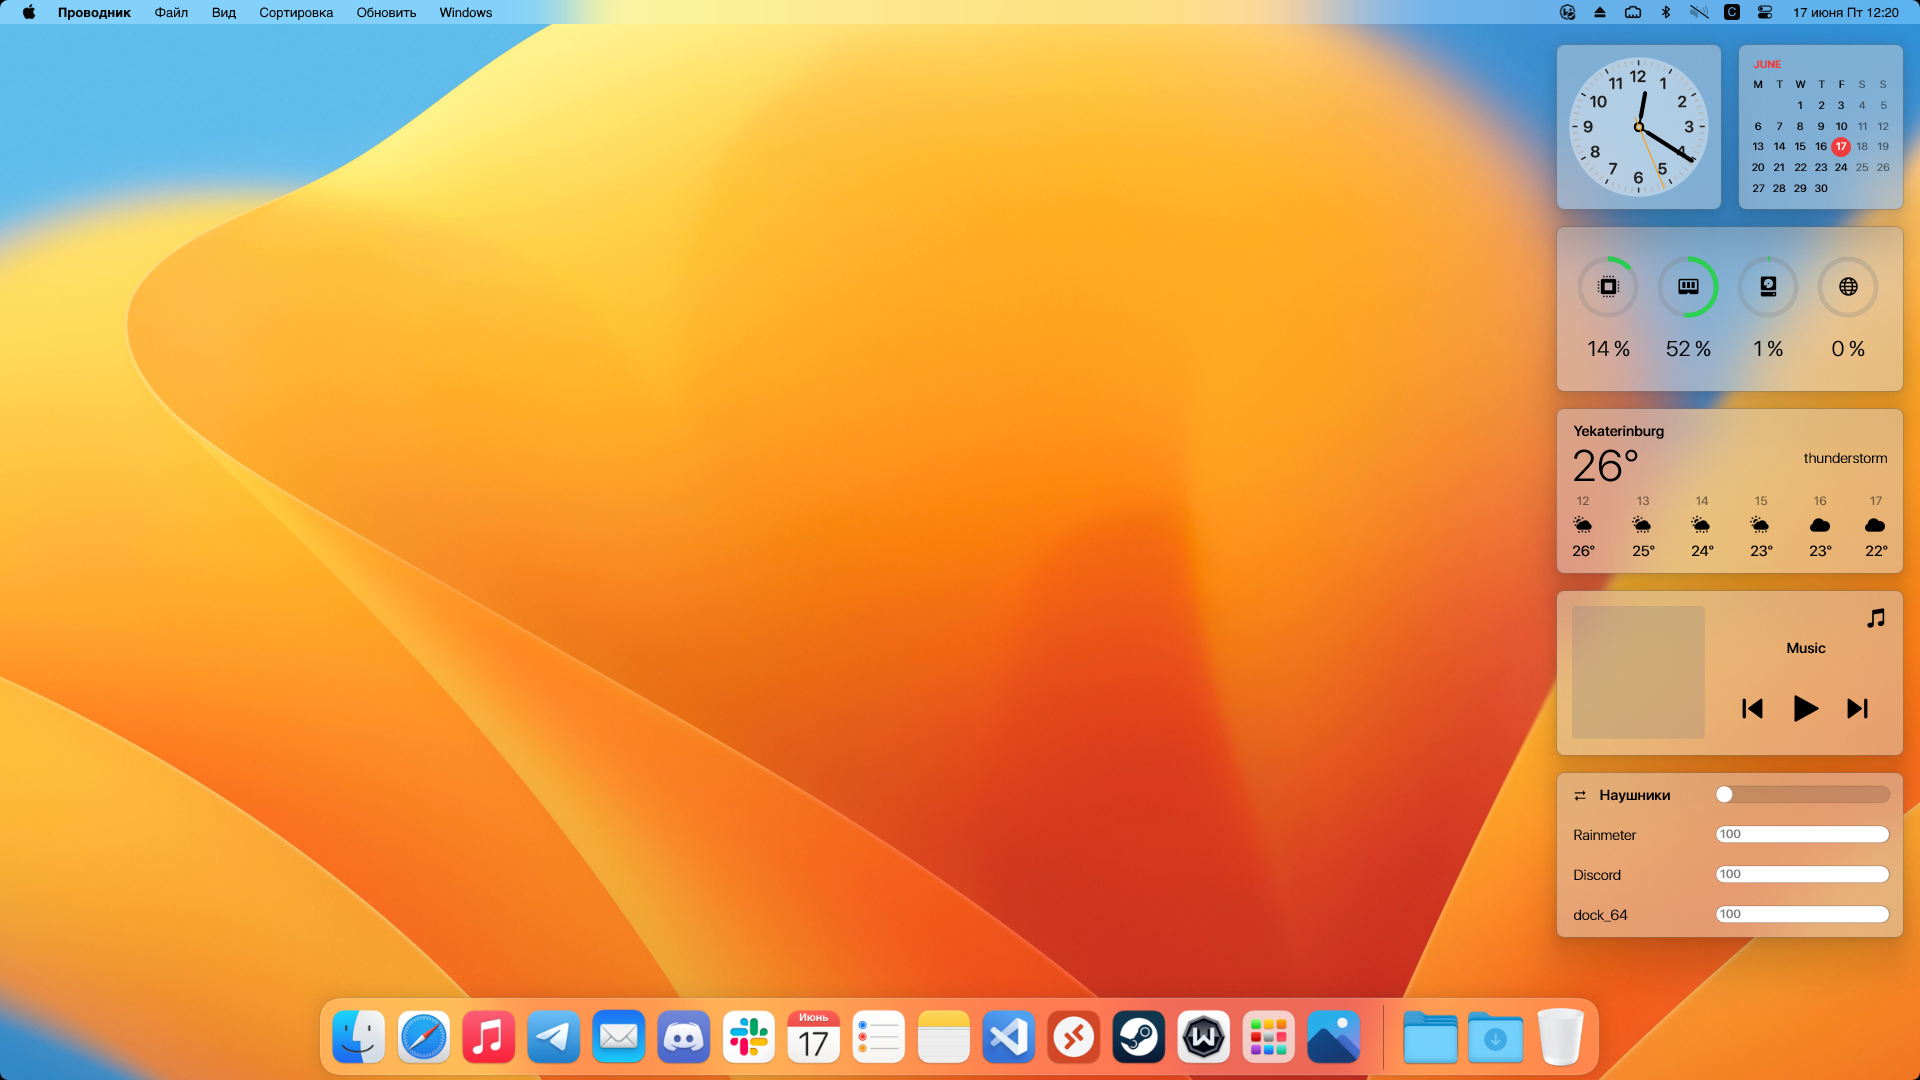 Проводник Файл Вид Сортировка Обновить Windows
C 17 июня Пт 12:20
12
11 1
10 2
9 3
8 4
7 5
6
JUNE
M T W T F S S
1 2 3 4 5
6 7 8 9 10 11 12
13 14 15 16 17 18 19
20 21 22 23 24 25 26
27 28 29 30
14 % 52 % 1 % 0 %
Yekaterinburg
26° thunderstorm
12 13 14 15 16 17
26° 25° 24° 23° 23° 22°
Music
Наушники
Rainmeter 100
Discord 100
dock_64 100
Июнь
17
W